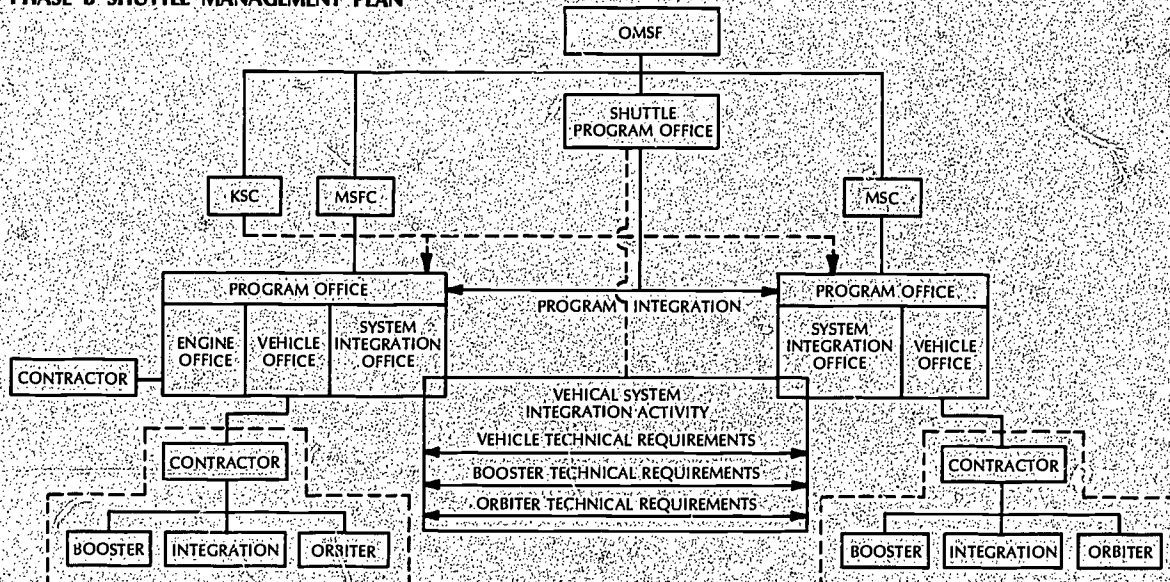 PHASE B SHUTTLE MANAGEMENT PLAN
OMSF
SHUTTLE
PROGRAM OFFICE
KSC
MSFC
MSC
PROGRAM OFFICE
PROGRAM INTEGRATION
PROGRAM OFFICE
ENGINE
OFFICE
VEHICLE
OFFICE
SYSTEM
INTEGRATION
OFFICE
SYSTEM
INTEGRATION
OFFICE
VEHICLE
OFFICE
CONTRACTOR
VEHICAL SYSTEM
INTEGRATION ACTIVITY
VEHICLE TECHNICAL REQUIREMENTS
BOOSTER TECHNICAL REQUIREMENTS
ORBITER TECHNICAL REQUIREMENTS
CONTRACTOR
BOOSTER
INTEGRATION
ORBITER
CONTRACTOR
BOOSTER
INTEGRATION
ORBITER